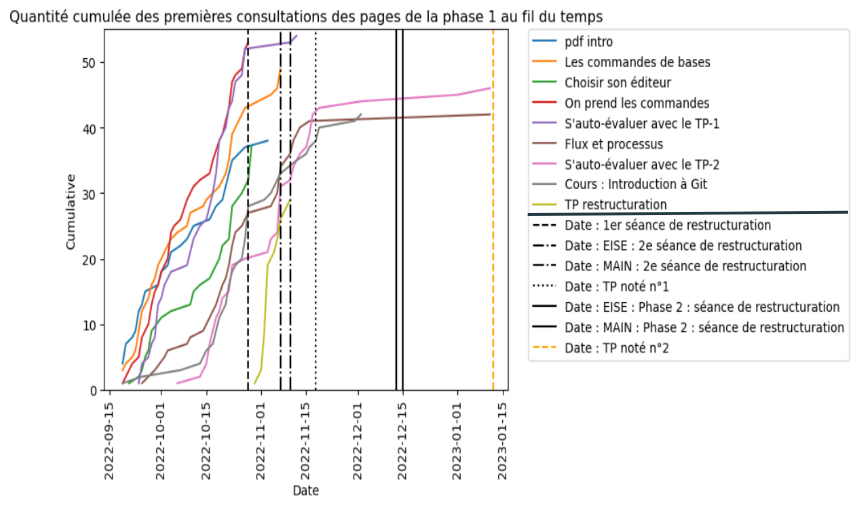 Quantité cumulée des premières consultations des pages de la phase 1 au fil du temps
50
40
30
20
10
0
Cumulative
2022-09-15
2022-10-01
2022-10-15
2022-11-01
2022-11-15
2022-12-01
2022-12-15
2023-01-01
2023-01-15
Date
pdf intro
Les commandes de bases
Choisir son éditeur
On prend les commandes
S'auto-évaluer avec le TP-1
Flux et processus
S'auto-évaluer avec le TP-2
Cours : Introduction à Git
TP restructuration
Date : 1er séance de restructuration
Date : EISE : 2e séance de restructuration
Date : MAIN : 2e séance de restructuration
Date : TP noté n°1
Date : EISE : Phase 2 : séance de restructuration
Date : MAIN : Phase 2 : séance de restructuration
Date : TP noté n°2